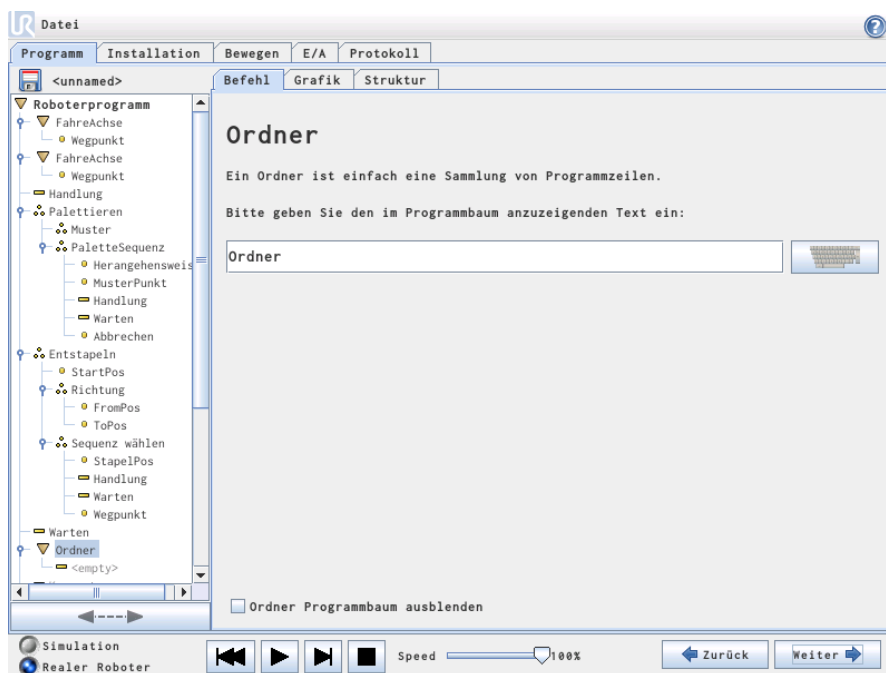 UR Datei
Programm Installation Bewegen E/A Protokoll
<unnamed>
Befehl Grafik Struktur
Roboterprogramm
FahreAchse
Wegpunkt
FahreAchse
Wegpunkt
Handlung
Palettieren
Muster
PaletteSequenz
Herangehensweis
MusterPunkt
Handlung
Warten
Abbrechen
Entstapeln
StartPos
Richtung
FromPos
ToPos
Sequenz wählen
StapelPos
Handlung
Warten
Wegpunkt
Warten
Ordner
<empty>
Ordner
Ein Ordner ist einfach eine Sammlung von Programmzeilen.
Bitte geben Sie den im Programmbaum anzuzeigenden Text ein:
Ordner
Ordner Programmbaum ausblenden
Simulation
Realer Roboter
Speed 100%
Zurück
Weiter